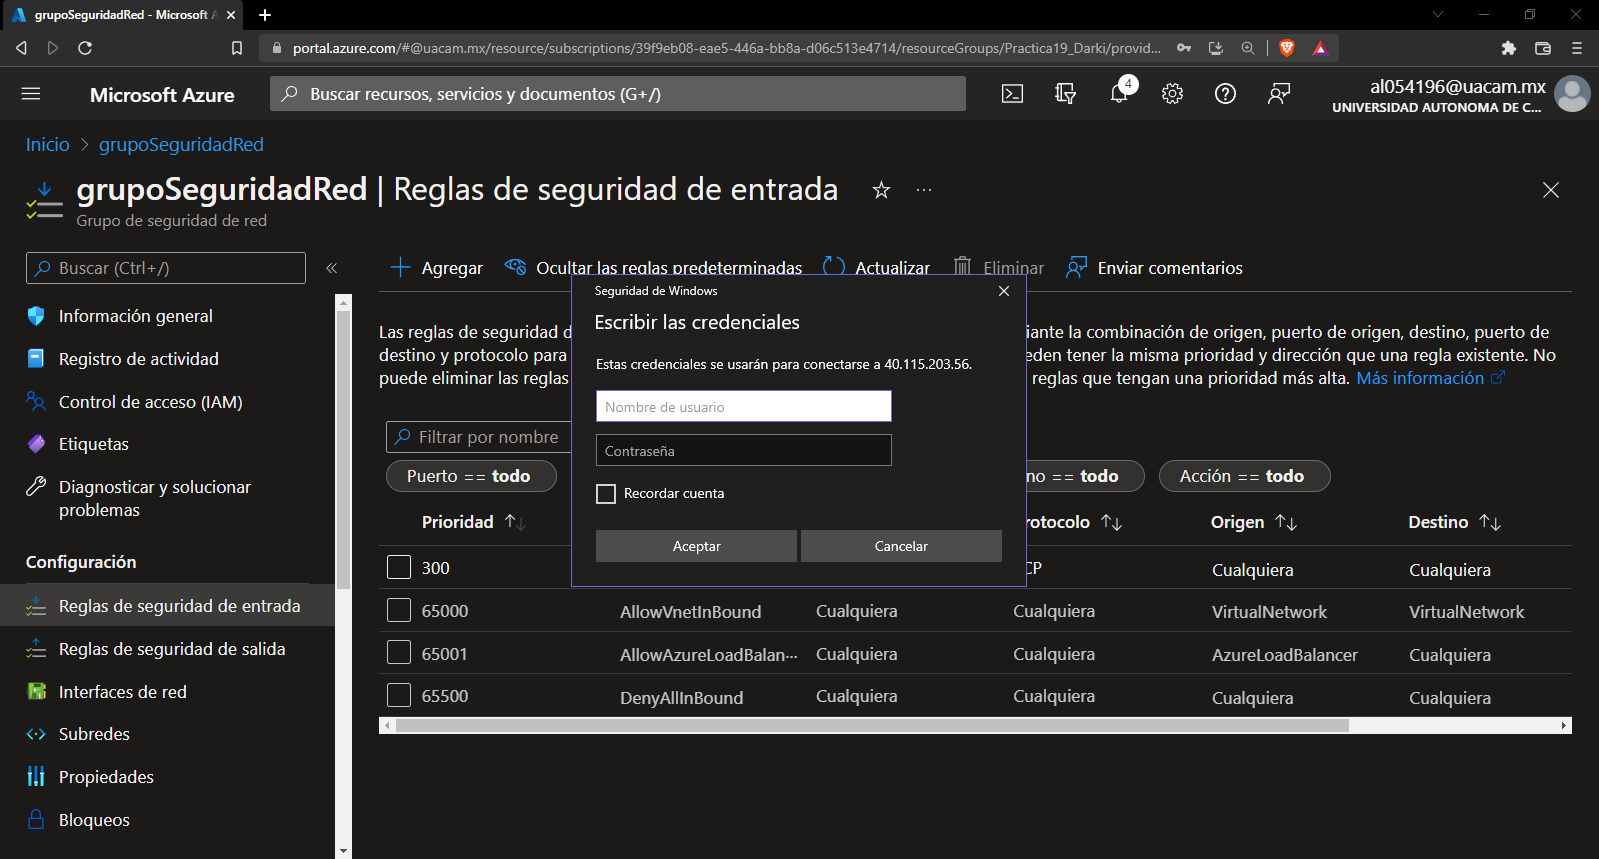 grupoSeguridadRed - Microsoft A
portal.azure.com/#@uacam.mx/resource/subscriptions/39f9eb08-eae5-446a-bb8a-d06c513e4714/resourceGroups/Practica19_Darki/provid...
Microsoft Azure
Buscar recursos, servicios y documentos (G+/)
4
al054196@uacam.mx
UNIVERSIDAD AUTONOMA DE C...
Inicio > grupoSeguridadRed
grupoSeguridadRed | Reglas de seguridad de entrada
Grupo de seguridad de red
Buscar (Ctrl+/)
Agregar Ocultar las reglas predeterminadas Actualizar Eliminar Enviar comentarios
Información general
Registro de actividad
Control de acceso (IAM)
Etiquetas
Diagnosticar y solucionar
problemas
Configuración
Reglas de seguridad de entrada
Reglas de seguridad de salida
Interfaces de red
Subredes
Propiedades
Bloqueos
Las reglas de seguridad d iante la combinación de origen, puerto de origen, destino, puerto de
destino y protocolo para eden tener la misma prioridad y dirección que una regla existente. No
puede eliminar las reglas reglas que tengan una prioridad más alta. Más información
Filtrar por nombre
Puerto == todo no == todo Acción == todo
Prioridad rotocolo Origen Destino
300 CP Cualquiera Cualquiera
65000 AllowVnetInBound Cualquiera Cualquiera VirtualNetwork VirtualNetwork
65001 AllowAzureLoadBalan... Cualquiera Cualquiera AzureLoadBalancer Cualquiera
65500 DenyAllInBound Cualquiera Cualquiera Cualquiera Cualquiera
Seguridad de Windows
Escribir las credenciales
Estas credenciales se usarán para conectarse a 40.115.203.56.
Nombre de usuario
Contraseña
Recordar cuenta
Aceptar Cancelar